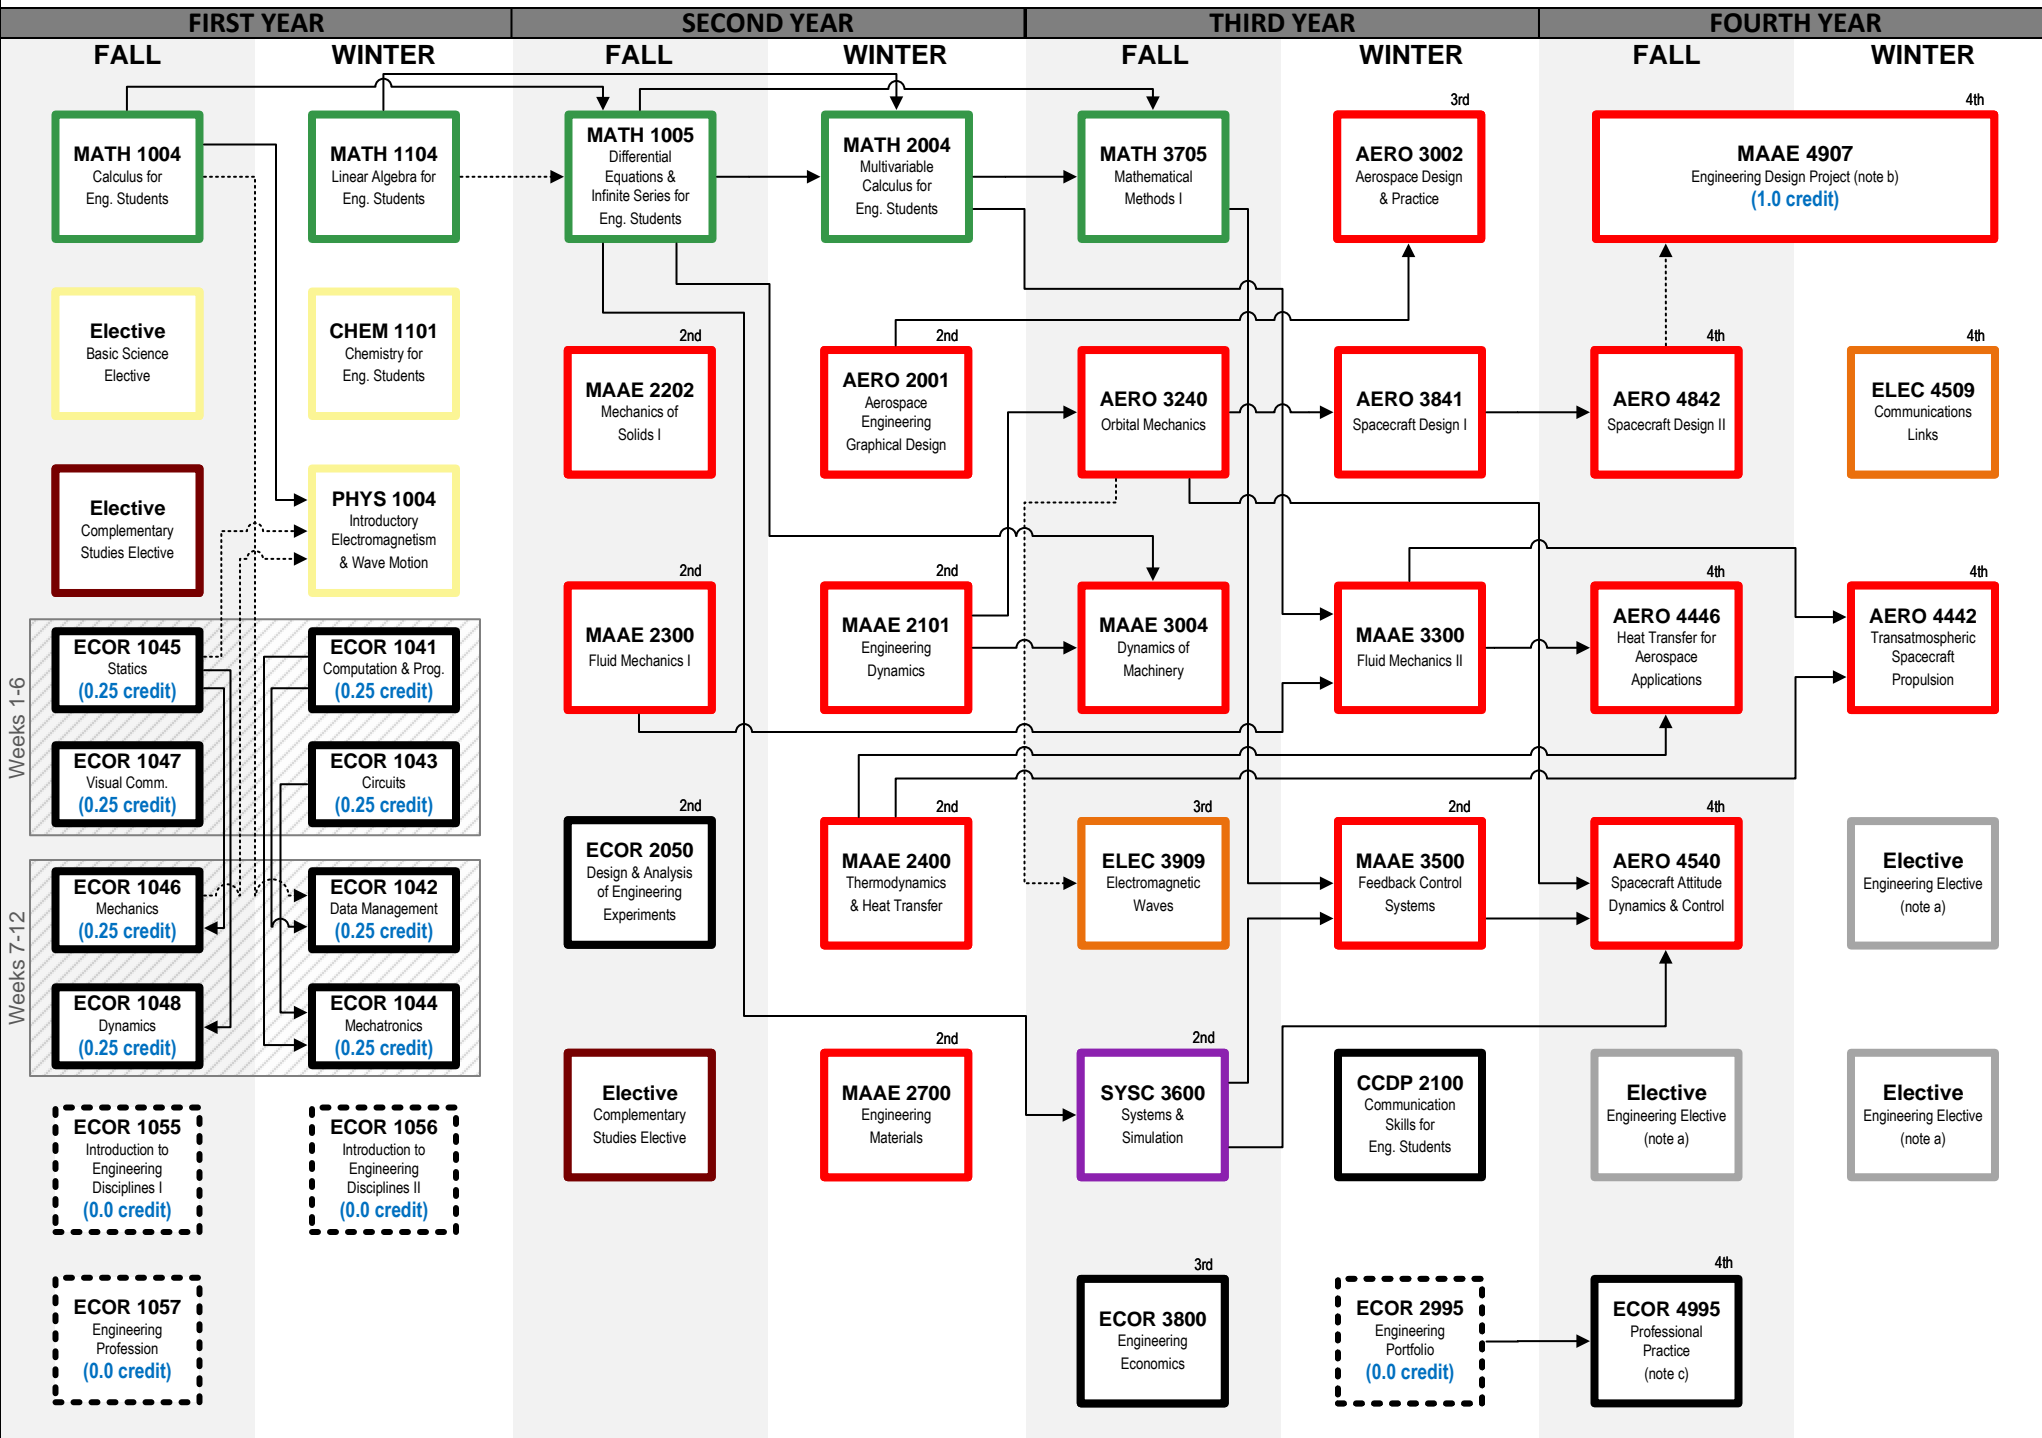 FIRST YEAR
SECOND YEAR
THIRD YEAR
FOURTH YEAR
FALL
WINTER
FALL
WINTER
FALL
WINTER
FALL
WINTER
MATH 1004
Calculus for
Eng. Students
MATH 1104
Linear Algebra for
Eng. Students
MATH 1005
Differential
Equations &
Infinite Series for
Eng. Students
MATH 2004
Multivariable
Calculus for
Eng. Students
MATH 3705
Mathematical
Methods I
3rd
AERO 3002
Aerospace Design
& Practice
4th
MAAE 4907
Engineering Design Project (note b)
(1.0 credit)
Elective
Basic Science
Elective
CHEM 1101
Chemistry for
Eng. Students
2nd
MAAE 2202
Mechanics of
Solids I
2nd
AERO 2001
Aerospace
Engineering
Graphical Design
AERO 3240
Orbital Mechanics
AERO 3841
Spacecraft Design I
4th
AERO 4842
Spacecraft Design II
4th
ELEC 4509
Communications
Links
Elective
Complementary
Studies Elective
PHYS 1004
Introductory
Electromagnetism
& Wave Motion
2nd
MAAE 2300
Fluid Mechanics I
2nd
MAAE 2101
Engineering
Dynamics
MAAE 3004
Dynamics of
Machinery
MAAE 3300
Fluid Mechanics II
4th
AERO 4446
Heat Transfer for
Aerospace
Applications
4th
AERO 4442
Transatmospheric
Spacecraft
Propulsion
Weeks 1-6
ECOR 1045
Statics
(0.25 credit)
ECOR 1041
Computation & Prog.
(0.25 credit)
ECOR 1047
Visual Comm.
(0.25 credit)
ECOR 1043
Circuits
(0.25 credit)
2nd
ECOR 2050
Design & Analysis
of Engineering
Experiments
2nd
MAAE 2400
Thermodynamics
& Heat Transfer
3rd
ELEC 3909
Electromagnetic
Waves
2nd
MAAE 3500
Feedback Control
Systems
4th
AERO 4540
Spacecraft Attitude
Dynamics & Control
Elective
Engineering Elective
(note a)
Weeks 7-12
ECOR 1046
Mechanics
(0.25 credit)
ECOR 1042
Data Management
(0.25 credit)
ECOR 1048
Dynamics
(0.25 credit)
ECOR 1044
Mechatronics
(0.25 credit)
Elective
Complementary
Studies Elective
2nd
MAAE 2700
Engineering
Materials
2nd
SYSC 3600
Systems &
Simulation
CCDP 2100
Communication
Skills for
Eng. Students
Elective
Engineering Elective
(note a)
Elective
Engineering Elective
(note a)
ECOR 1055
Introduction to
Engineering
Disciplines I
(0.0 credit)
ECOR 1056
Introduction to
Engineering
Disciplines II
(0.0 credit)
ECOR 1057
Engineering
Profession
(0.0 credit)
3rd
ECOR 3800
Engineering
Economics
ECOR 2995
Engineering
Portfolio
(0.0 credit)
4th
ECOR 4995
Professional
Practice
(note c)